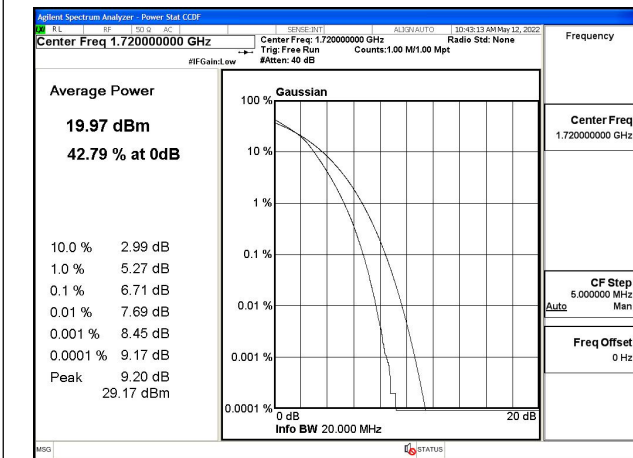 Agilent Spectrum Analyzer - Power Stat CCDF
RL RF 50 Ω AC SENSE:INT ALIGN AUTO 10:43:13 AM May 12, 2022
Center Freq 1.720000000 GHz
Center Freq: 1.720000000 GHz Radio Std: None
Trig: Free Run Counts:1.00 M/1.00 Mpt
#IFGain:Low #Atten: 40 dB
Frequency
Average Power
19.97 dBm
42.79 % at 0dB
10.0 % 2.99 dB
1.0 % 5.27 dB
0.1 % 6.71 dB
0.01 % 7.69 dB
0.001 % 8.45 dB
0.0001 % 9.17 dB
Peak 9.20 dB
29.17 dBm
Gaussian
100 %
10 %
1 %
0.1 %
0.01 %
0.001 %
0.0001 %
0 dB 20 dB
Info BW 20.000 MHz
Center Freq
1.720000000 GHz
CF Step
5.000000 MHz
Auto Man
Freq Offset
0 Hz
MSG STATUS